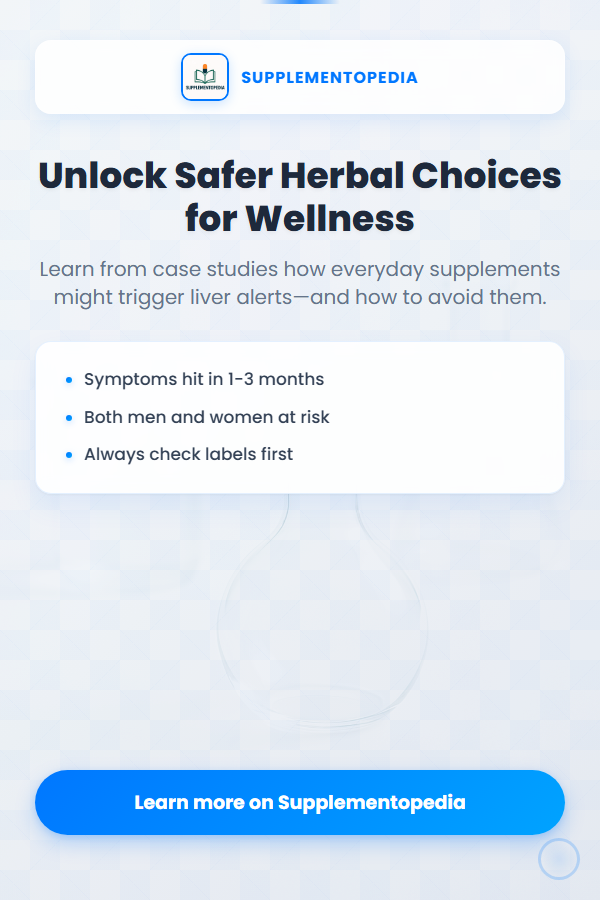 SUPPLEMENTOPEDIA
SUPPLEMENTOPEDIA
Unlock Safer Herbal Choices
for Wellness
Learn from case studies how everyday supplements
might trigger liver alerts—and how to avoid them.
Symptoms hit in 1-3 months
Both men and women at risk
Always check labels first
Learn more on Supplementopedia